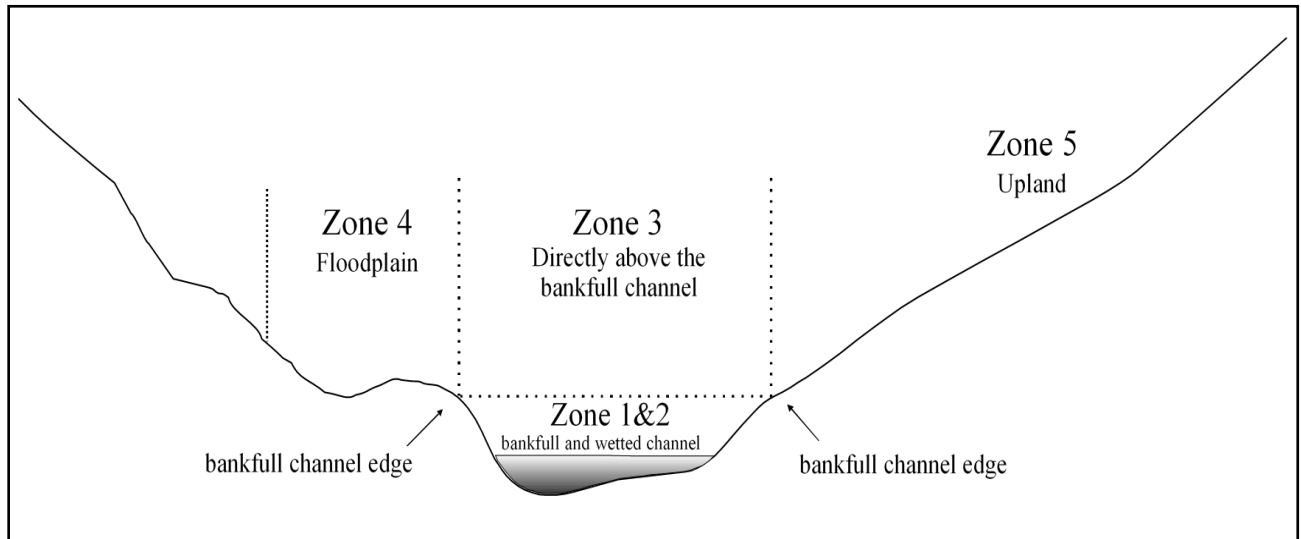 Zone 5
Upland
Zone 4
Floodplain
Zone 3
Directly above the
bankfull channel
Zone 1&2
bankfull and wetted channel
bankfull channel edge
bankfull channel edge